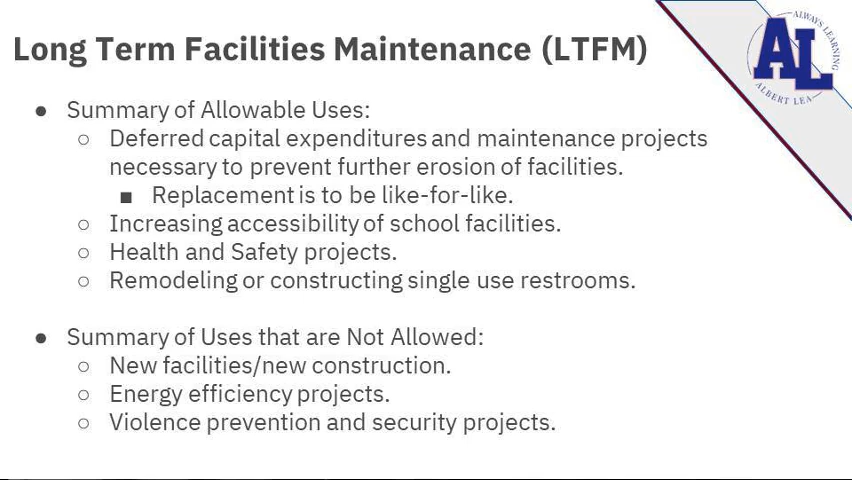 Long Term Facilities Maintenance (LTFM)
ALWAYS LEARNING
AL
ALBERT LEA
● Summary of Allowable Uses:
○ Deferred capital expenditures and maintenance projects
necessary to prevent further erosion of facilities.
■ Replacement is to be like-for-like.
○ Increasing accessibility of school facilities.
○ Health and Safety projects.
○ Remodeling or constructing single use restrooms.
● Summary of Uses that are Not Allowed:
○ New facilities/new construction.
○ Energy efficiency projects.
○ Violence prevention and security projects.